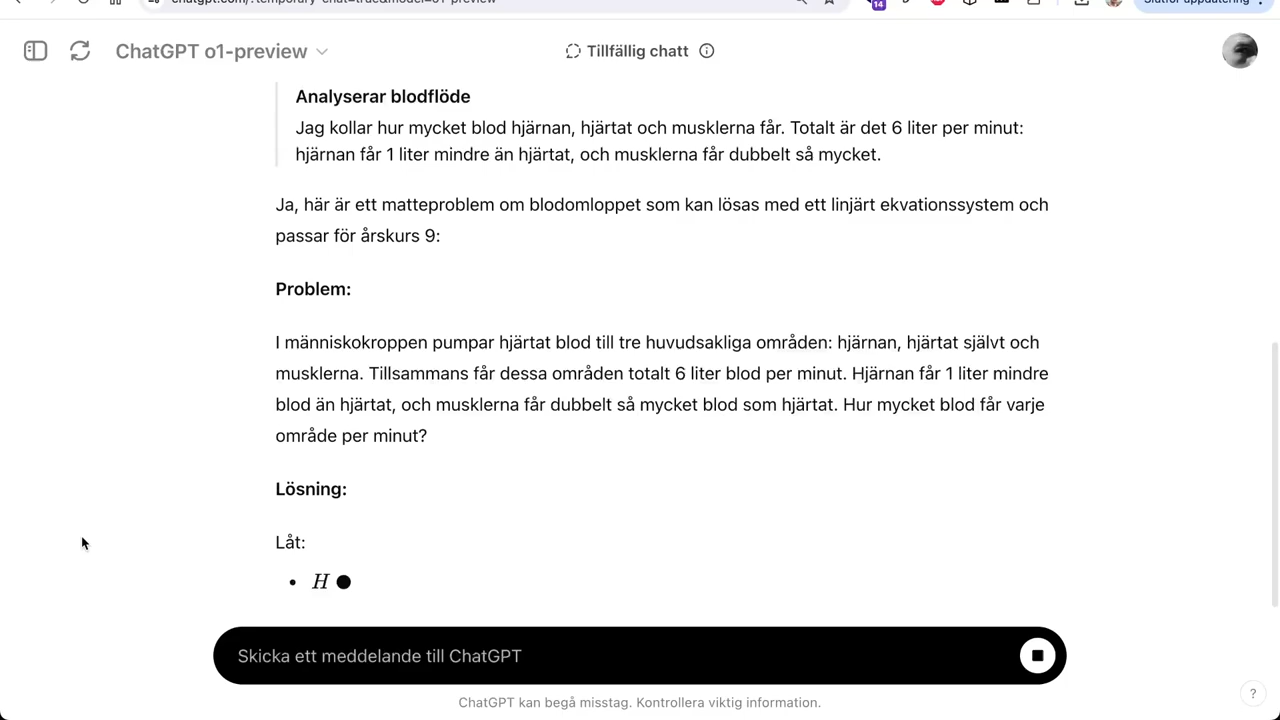 14
ChatGPT o1-preview
Tillfällig chatt
Analyserar blodflöde
Jag kollar hur mycket blod hjärnan, hjärtat och musklerna får. Totalt är det 6 liter per minut:
hjärnan får 1 liter mindre än hjärtat, och musklerna får dubbelt så mycket.
Ja, här är ett matteproblem om blodomloppet som kan lösas med ett linjärt ekvationssystem och
passar för årskurs 9:
Problem:
I människokroppen pumpar hjärtat blod till tre huvudsakliga områden: hjärnan, hjärtat självt och
musklerna. Tillsammans får dessa områden totalt 6 liter blod per minut. Hjärnan får 1 liter mindre
blod än hjärtat, och musklerna får dubbelt så mycket blod som hjärtat. Hur mycket blod får varje
område per minut?
Lösning:
Låt:
• H
Skicka ett meddelande till ChatGPT
ChatGPT kan begå misstag. Kontrollera viktig information.
?